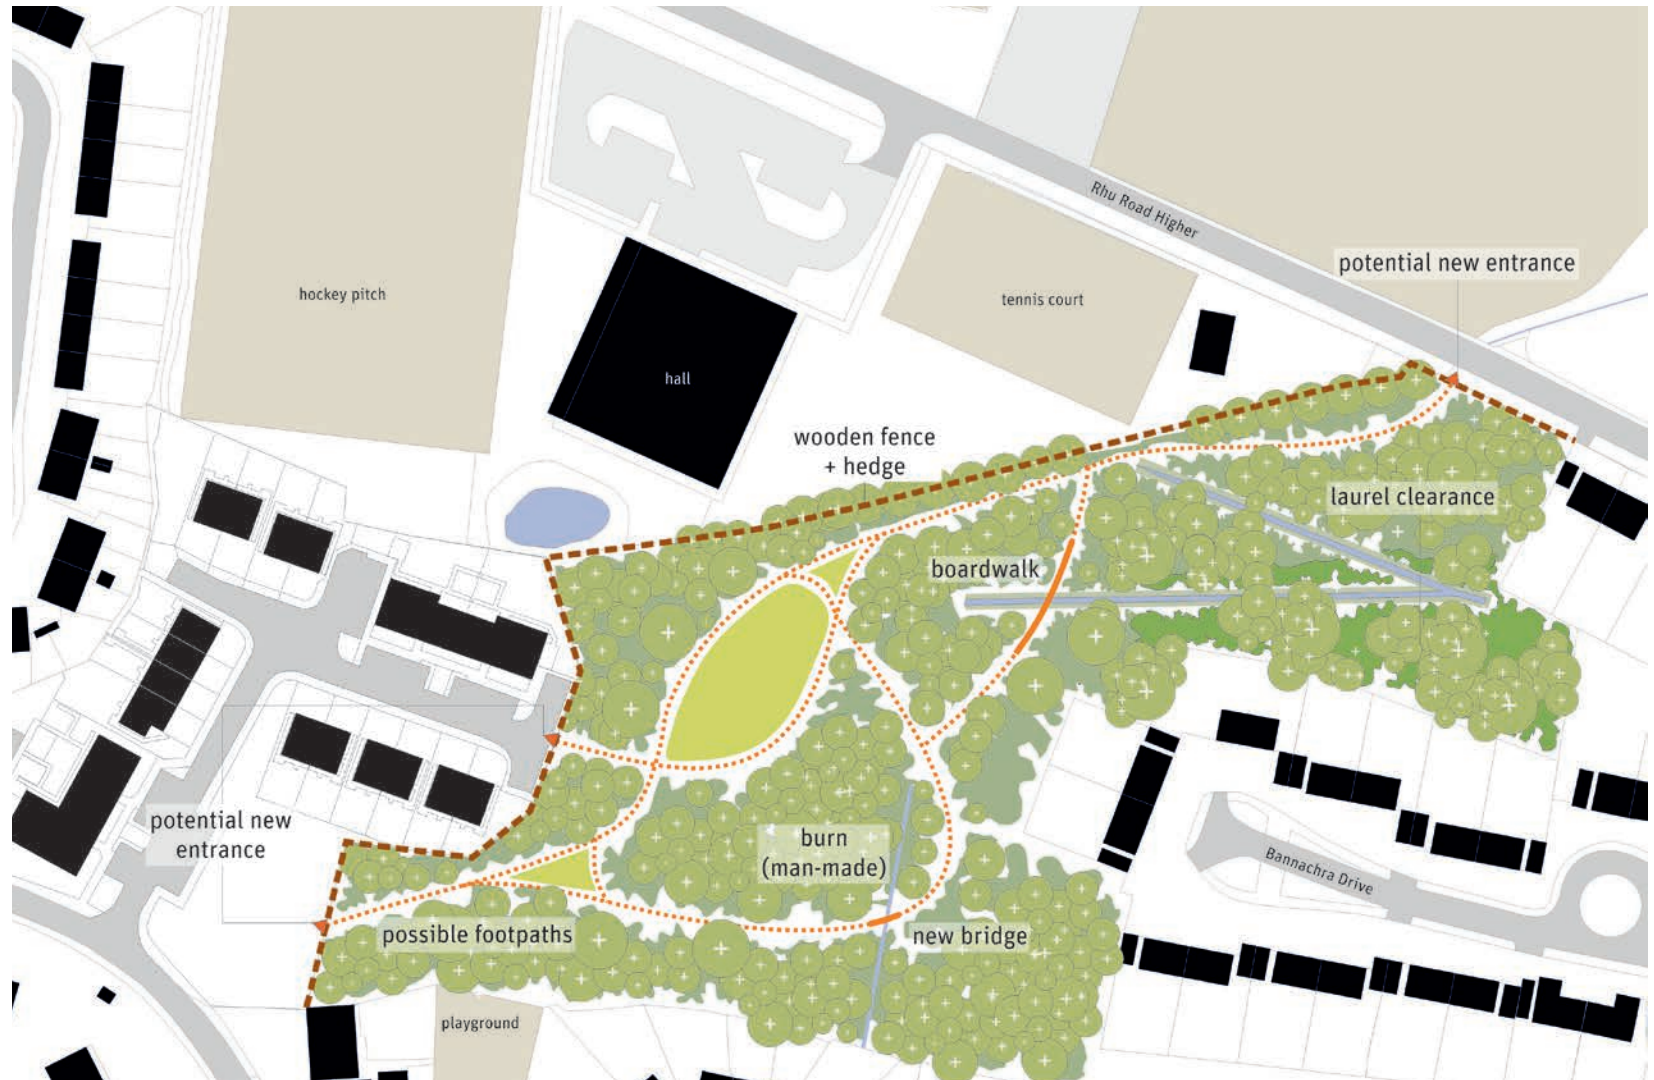 Rhu Road Higher
potential new entrance
hockey pitch
tennis court
hall
wooden fence
+ hedge
laurel clearance
boardwalk
potential new
entrance
burn
(man-made)
Bannachra Drive
possible footpaths
new bridge
playground